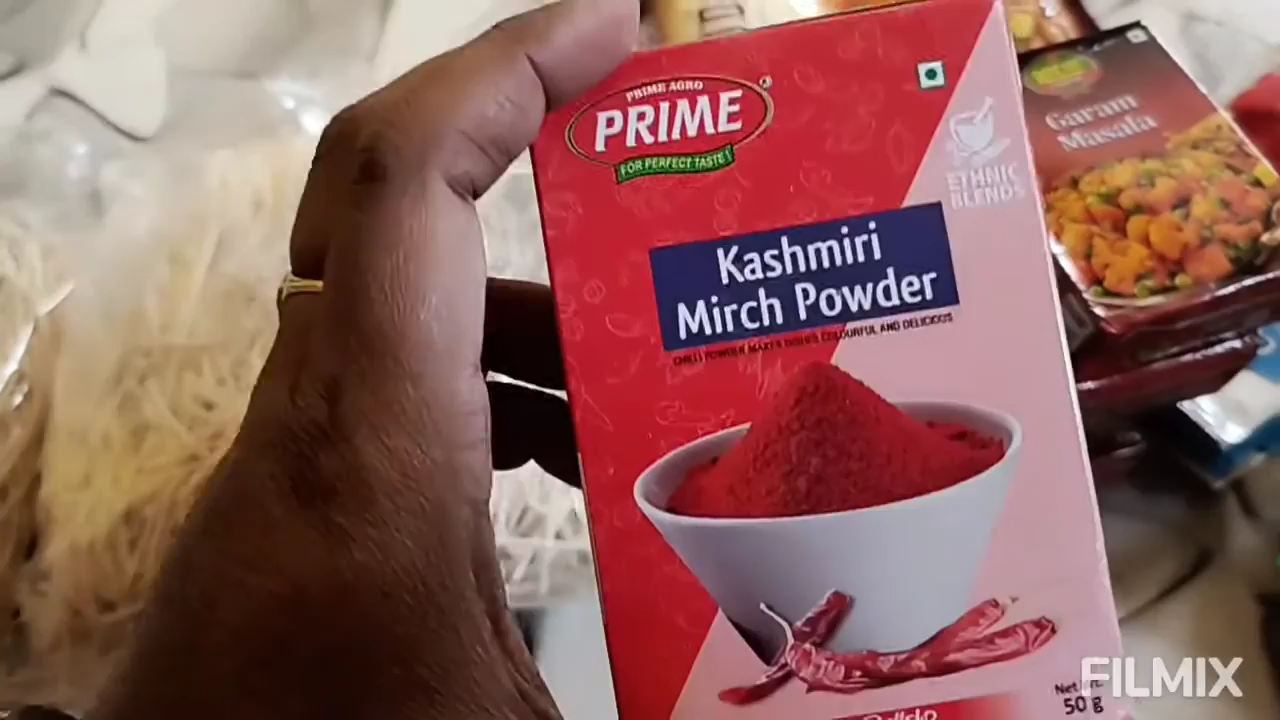 PRIME AGRO
PRIME
FOR PERFECT TASTE !
ETHNIC
BLENDS
Kashmiri
Mirch Powder
CHILLI POWDER MAKES DISHES COLOURFUL AND DELICIOUS
Garam
Masala
50 g
FILMIX